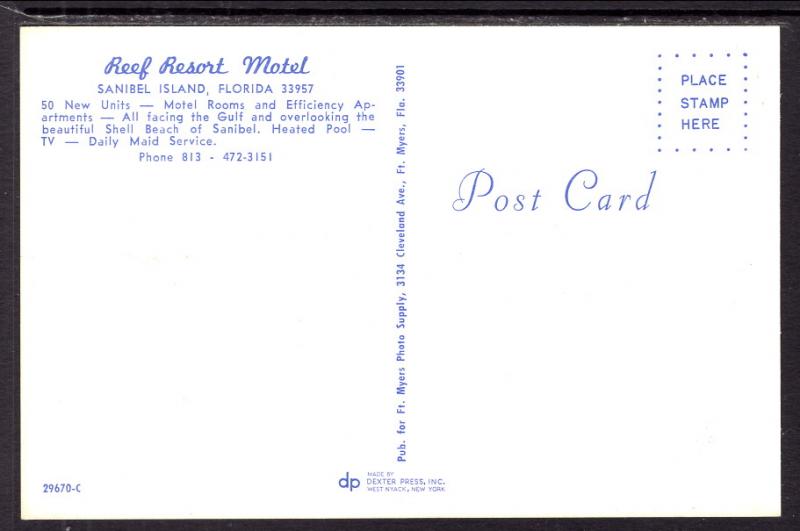 Reef Resort Motel
SANIBEL ISLAND, FLORIDA 33957
50 New Units — Motel Rooms and Efficiency Ap-
artments — All facing the Gulf and overlooking the
beautiful Shell Beach of Sanibel. Heated Pool —
TV — Daily Maid Service.
Phone 813 - 472-3151
Pub. for Ft. Myers Photo Supply, 3134 Cleveland Ave., Ft. Myers, Fla. 33901
PLACE
STAMP
HERE
Post Card
29670-C
dp
MADE BY
DEXTER PRESS, INC.
WEST NYACK, NEW YORK